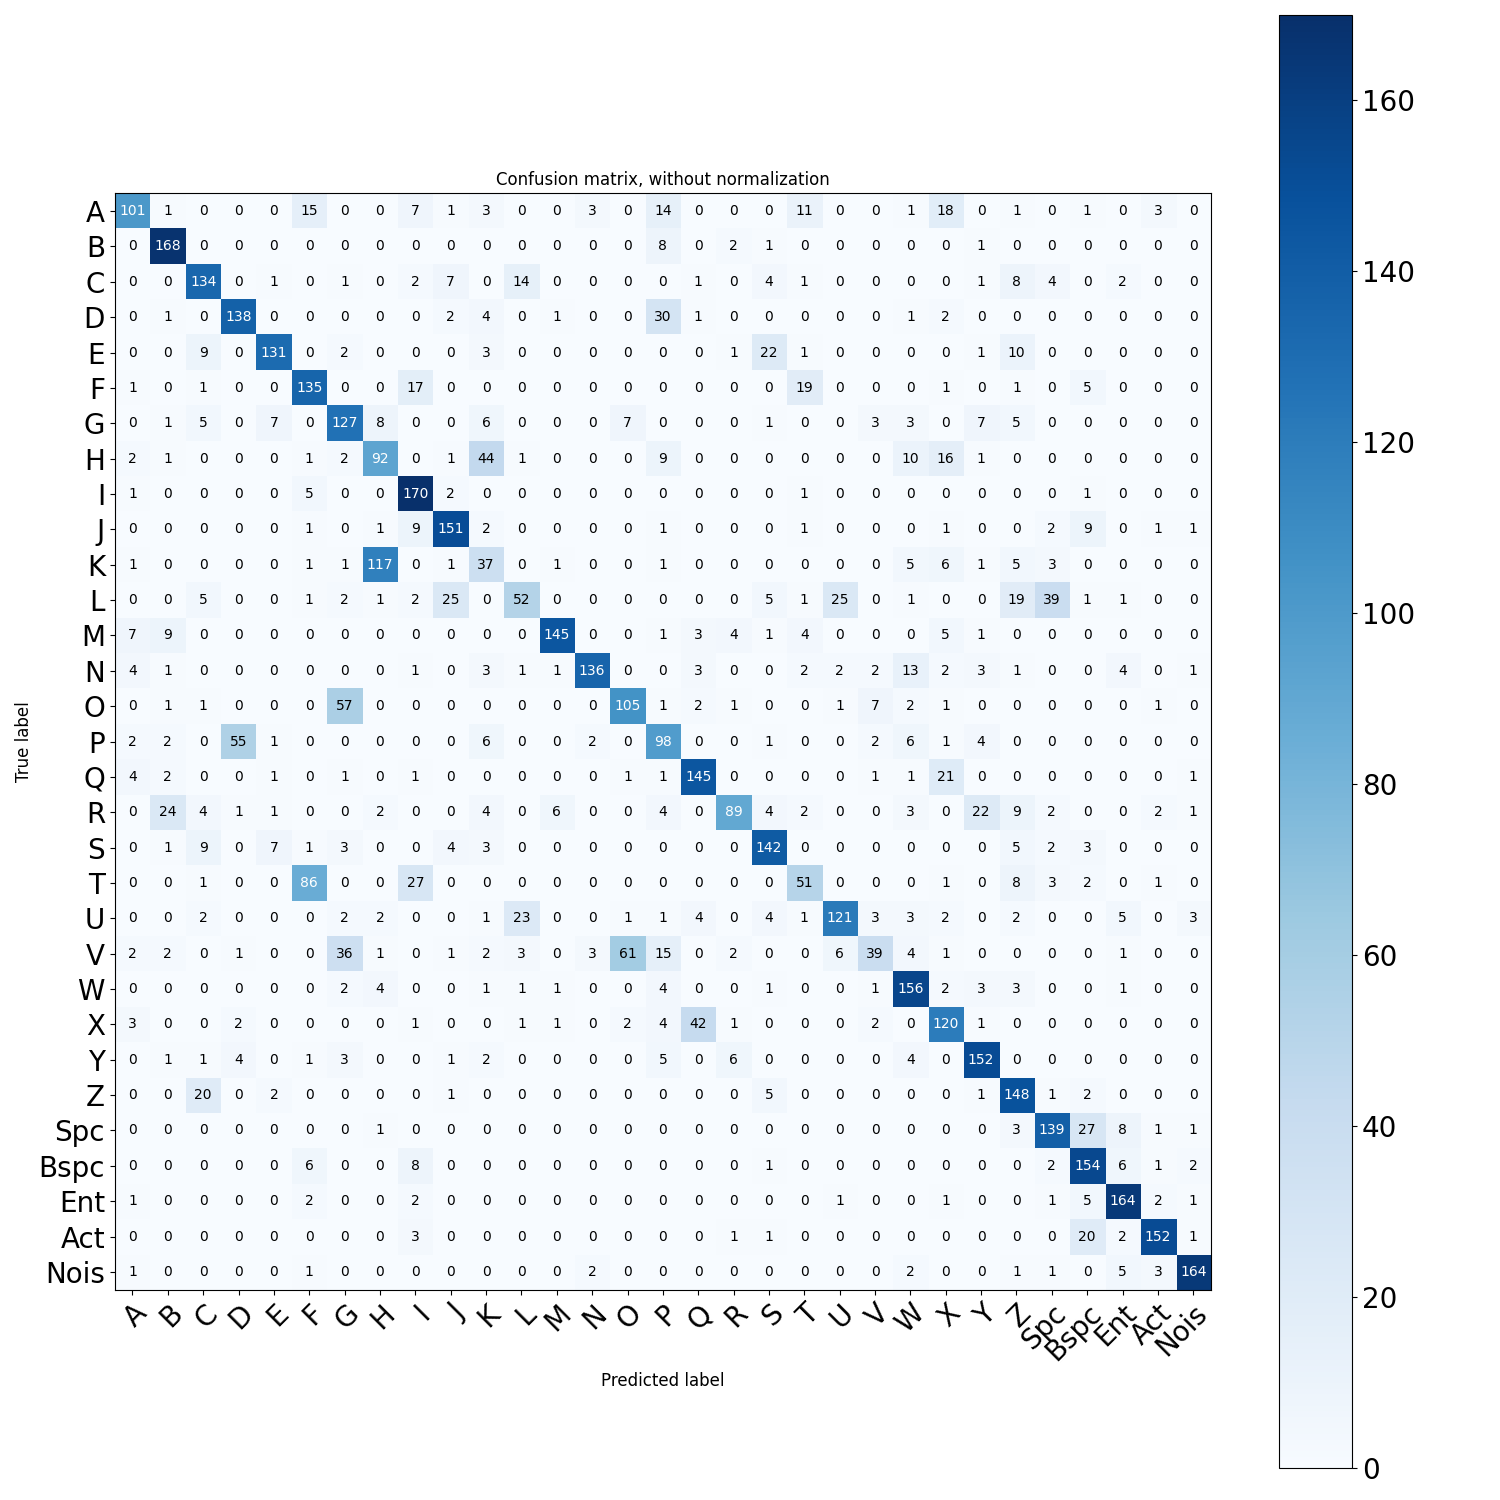 Confusion matrix, without normalization
A 101 1 0 0 0 15 0 0 7 1 3 0 0 3 0 14 0 0 0 11 0 0 1 18 0 1 0 1 0 3 0
B 0 168 0 0 0 0 0 0 0 0 0 0 0 0 0 8 0 2 1 0 0 0 0 0 1 0 0 0 0 0 0
C 0 0 134 0 1 0 1 0 2 7 0 14 0 0 0 0 1 0 4 1 0 0 0 0 1 8 4 0 2 0 0
D 0 1 0 138 0 0 0 0 0 2 4 0 1 0 0 30 1 0 0 0 0 0 1 2 0 0 0 0 0 0 0
E 0 0 9 0 131 0 2 0 0 0 3 0 0 0 0 0 0 1 22 1 0 0 0 0 1 10 0 0 0 0 0
F 1 0 1 0 0 135 0 0 17 0 0 0 0 0 0 0 0 0 0 19 0 0 0 1 0 1 0 5 0 0 0
G 0 1 5 0 7 0 127 8 0 0 6 0 0 0 7 0 0 0 1 0 0 3 3 0 7 5 0 0 0 0 0
H 2 1 0 0 0 1 2 92 0 1 44 1 0 0 0 9 0 0 0 0 0 0 10 16 1 0 0 0 0 0 0
I 1 0 0 0 0 5 0 0 170 2 0 0 0 0 0 0 0 0 0 1 0 0 0 0 0 0 0 1 0 0 0
J 0 0 0 0 0 1 0 1 9 151 2 0 0 0 0 1 0 0 0 1 0 0 0 1 0 0 2 9 0 1 1
K 1 0 0 0 0 1 1 117 0 1 37 0 1 0 0 1 0 0 0 0 0 0 5 6 1 5 3 0 0 0 0
L 0 0 5 0 0 1 2 1 2 25 0 52 0 0 0 0 0 0 5 1 25 0 1 0 0 19 39 1 1 0 0
M 7 9 0 0 0 0 0 0 0 0 0 0 145 0 0 1 3 4 1 4 0 0 0 5 1 0 0 0 0 0 0
N 4 1 0 0 0 0 0 0 1 0 3 1 1 136 0 0 3 0 0 2 2 2 13 2 3 1 0 0 4 0 1
O 0 1 1 0 0 0 57 0 0 0 0 0 0 0 105 1 2 1 0 0 1 7 2 1 0 0 0 0 0 1 0
P 2 2 0 55 1 0 0 0 0 0 6 0 0 2 0 98 0 0 1 0 0 2 6 1 4 0 0 0 0 0 0
Q 4 2 0 0 1 0 1 0 1 0 0 0 0 0 1 1 145 0 0 0 0 1 1 21 0 0 0 0 0 0 1
R 0 24 4 1 1 0 0 2 0 0 4 0 6 0 0 4 0 89 4 2 0 0 3 0 22 9 2 0 0 2 1
S 0 1 9 0 7 1 3 0 0 4 3 0 0 0 0 0 0 0 142 0 0 0 0 0 0 5 2 3 0 0 0
T 0 0 1 0 0 86 0 0 27 0 0 0 0 0 0 0 0 0 0 51 0 0 0 1 0 8 3 2 0 1 0
U 0 0 2 0 0 0 2 2 0 0 1 23 0 0 1 1 4 0 4 1 121 3 3 2 0 2 0 0 5 0 3
V 2 2 0 1 0 0 36 1 0 1 2 3 0 3 61 15 0 2 0 0 6 39 4 1 0 0 0 0 1 0 0
W 0 0 0 0 0 0 2 4 0 0 1 1 1 0 0 4 0 0 1 0 0 1 156 2 3 3 0 0 1 0 0
X 3 0 0 2 0 0 0 0 1 0 0 1 1 0 2 4 42 1 0 0 0 2 0 120 1 0 0 0 0 0 0
Y 0 1 1 4 0 1 3 0 0 1 2 0 0 0 0 5 0 6 0 0 0 0 4 0 152 0 0 0 0 0 0
Z 0 0 20 0 2 0 0 0 0 1 0 0 0 0 0 0 0 0 5 0 0 0 0 0 1 148 1 2 0 0 0
Spc 0 0 0 0 0 0 0 1 0 0 0 0 0 0 0 0 0 0 0 0 0 0 0 0 0 3 139 27 8 1 1
Bspc 0 0 0 0 0 6 0 0 8 0 0 0 0 0 0 0 0 0 1 0 0 0 0 0 0 0 2 154 6 1 2
Ent 1 0 0 0 0 2 0 0 2 0 0 0 0 0 0 0 0 0 0 0 1 0 0 1 0 0 1 5 164 2 1
Act 0 0 0 0 0 0 0 0 3 0 0 0 0 0 0 0 0 1 1 0 0 0 0 0 0 0 0 20 2 152 1
Nois 1 0 0 0 0 1 0 0 0 0 0 0 0 2 0 0 0 0 0 0 0 0 2 0 0 1 1 0 5 3 164
A B C D E F G H I J K L M N O P Q R S T U V W X Y Z Spc Bspc Ent Act Nois
Predicted label
True label
160
140
120
100
80
60
40
20
0